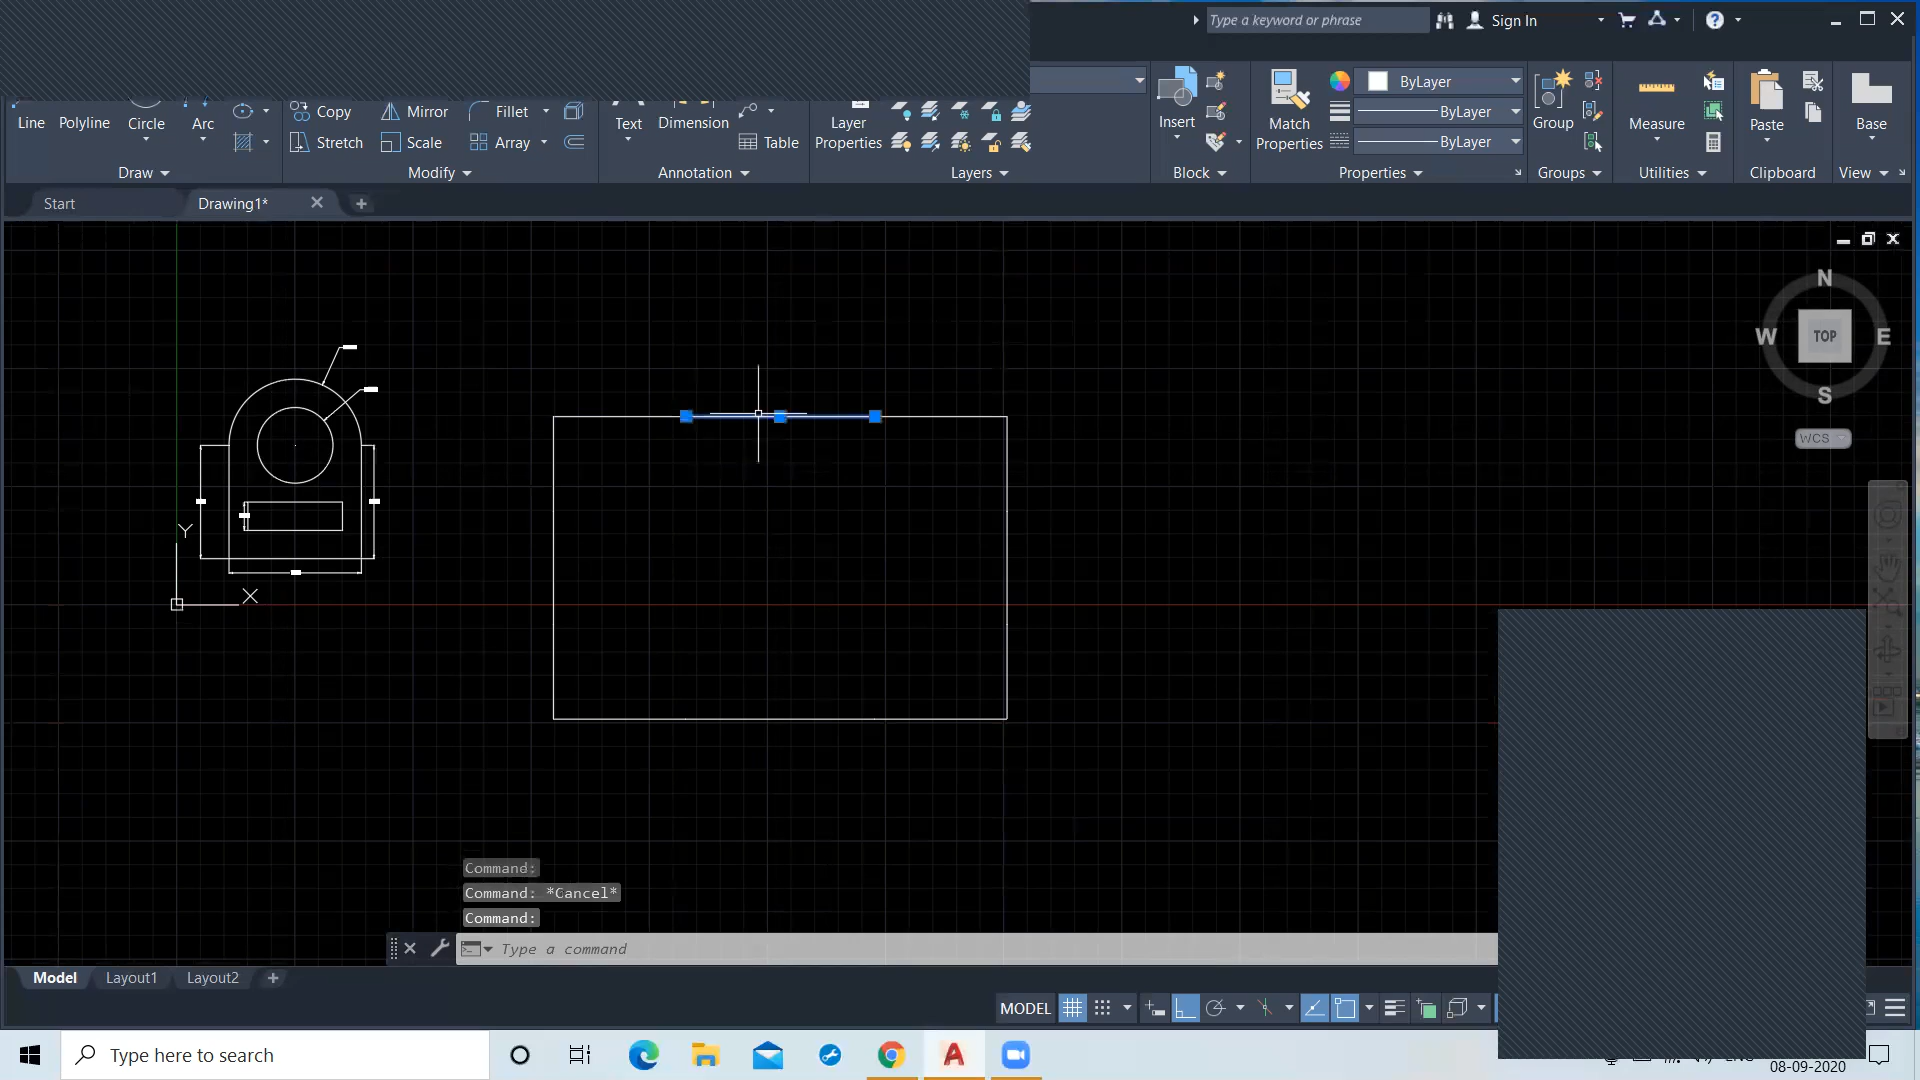 Type a keyword or phrase
Sign In
Line
Polyline
Circle
Arc
Copy
Mirror
Fillet
Stretch
Scale
Array
Text
Dimension
Table
Layer
Properties
Insert
Match
Properties
ByLayer
ByLayer
ByLayer
Group
Measure
Paste
Base
Draw
Modify
Annotation
Layers
Block
Properties
Groups
Utilities
Clipboard
View
Start
Drawing1*
N
W
TOP
E
S
WCS
Y
X
Command:
Command: *Cancel*
Command:
Type a command
Model
Layout1
Layout2
MODEL
Type here to search
08-09-2020